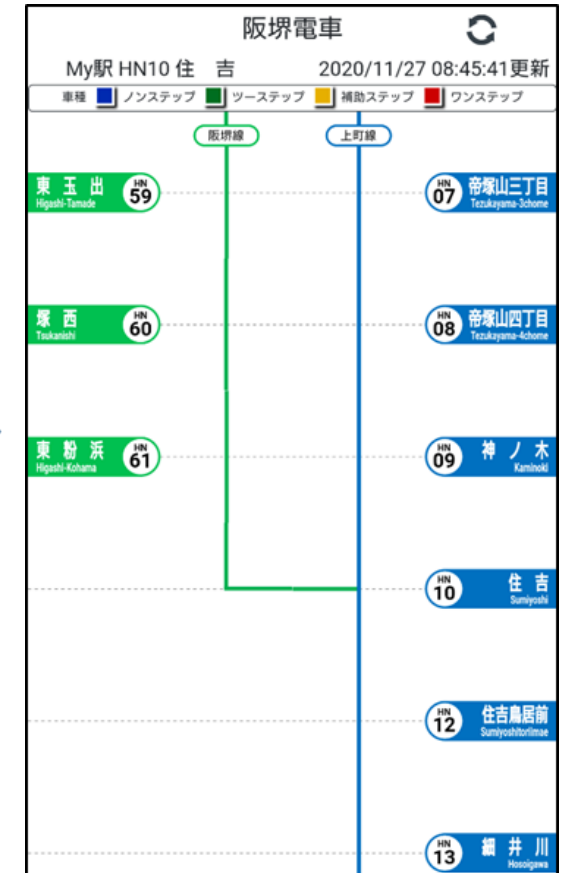 阪堺電車
My駅 HN10 住　吉 2020/11/27 08:45:41更新
車種 ノンステップ ツーステップ 補助ステップ ワンステップ
阪堺線 上町線
東 玉 出 HN 59
Higashi-Tamade
HN 07 帝塚山三丁目
Tezukayama-3chome
塚 西 HN 60
Tsukanishi
HN 08 帝塚山四丁目
Tezukayama-4chome
東 粉 浜 HN 61
Higashi-Kohama
HN 09 神 ノ 木
Kaminoki
HN 10 住 吉
Sumiyoshi
HN 12 住吉鳥居前
Sumiyoshitoriimae
HN 13 細 井 川
Hosoigawa